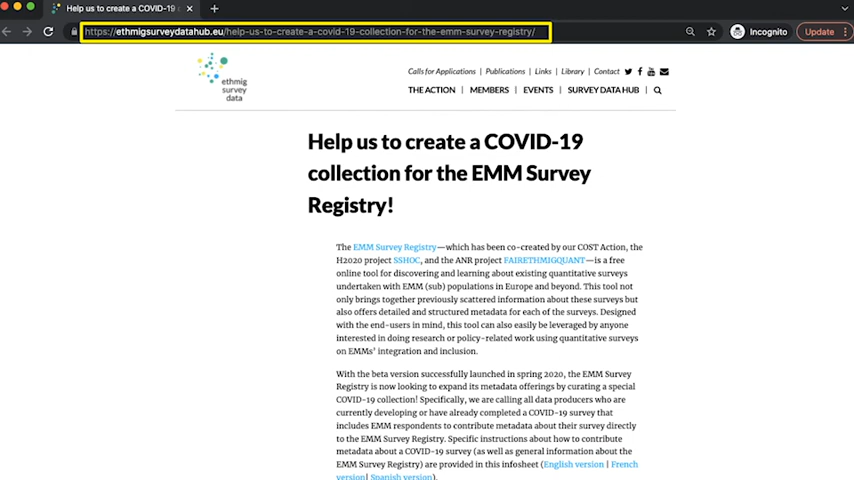 Help us to create a COVID-19 c
https://ethmigsurveydatahub.eu/help-us-to-create-a-covid-19-collection-for-the-emm-survey-registry/
Incognito
Update
ethmig
survey
data
Calls for Applications | Publications | Links | Library | Contact
THE ACTION | MEMBERS | EVENTS | SURVEY DATA HUB |
Help us to create a COVID-19
collection for the EMM Survey
Registry!
The EMM Survey Registry—which has been co-created by our COST Action, the
H2020 project SSHOC, and the ANR project FAIRETHMIGQUANT—is a free
online tool for discovering and learning about existing quantitative surveys
undertaken with EMM (sub) populations in Europe and beyond. This tool not
only brings together previously scattered information about these surveys but
also offers detailed and structured metadata for each of the surveys. Designed
with the end-users in mind, this tool can also easily be leveraged by anyone
interested in doing research or policy-related work using quantitative surveys
on EMMs' integration and inclusion.
With the beta version successfully launched in spring 2020, the EMM Survey
Registry is now looking to expand its metadata offerings by curating a special
COVID-19 collection! Specifically, we are calling all data producers who are
currently developing or have already completed a COVID-19 survey that
includes EMM respondents to contribute metadata about their survey directly
to the EMM Survey Registry. Specific instructions about how to contribute
metadata about a COVID-19 survey (as well as general information about the
EMM Survey Registry) are provided in this infosheet (English version | French
version| Spanish version).